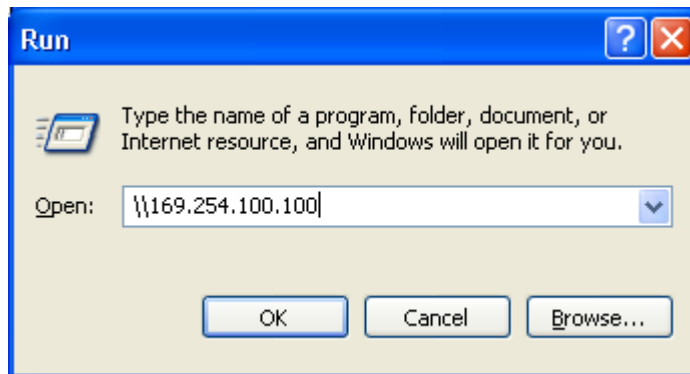 Run
Type the name of a program, folder, document, or
Internet resource, and Windows will open it for you.
Open: \\169.254.100.100
OK Cancel Browse...